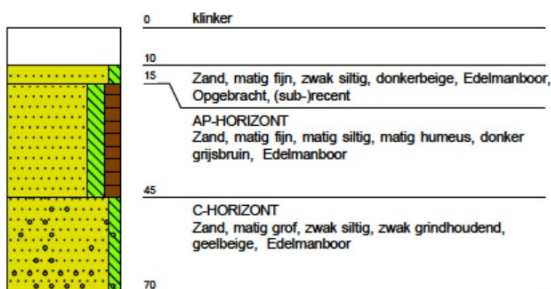 0 klinker
10
15 Zand, matig fijn, zwak siltig, donkerbeige, Edelmanboor,
Opgebracht, (sub-)recent
AP-HORIZONT
Zand, matig fijn, matig siltig, matig humeus, donker
grijsbruin, Edelmanboor
45
C-HORIZONT
Zand, matig grof, zwak siltig, zwak grindhoudend,
geelbeige, Edelmanboor
70